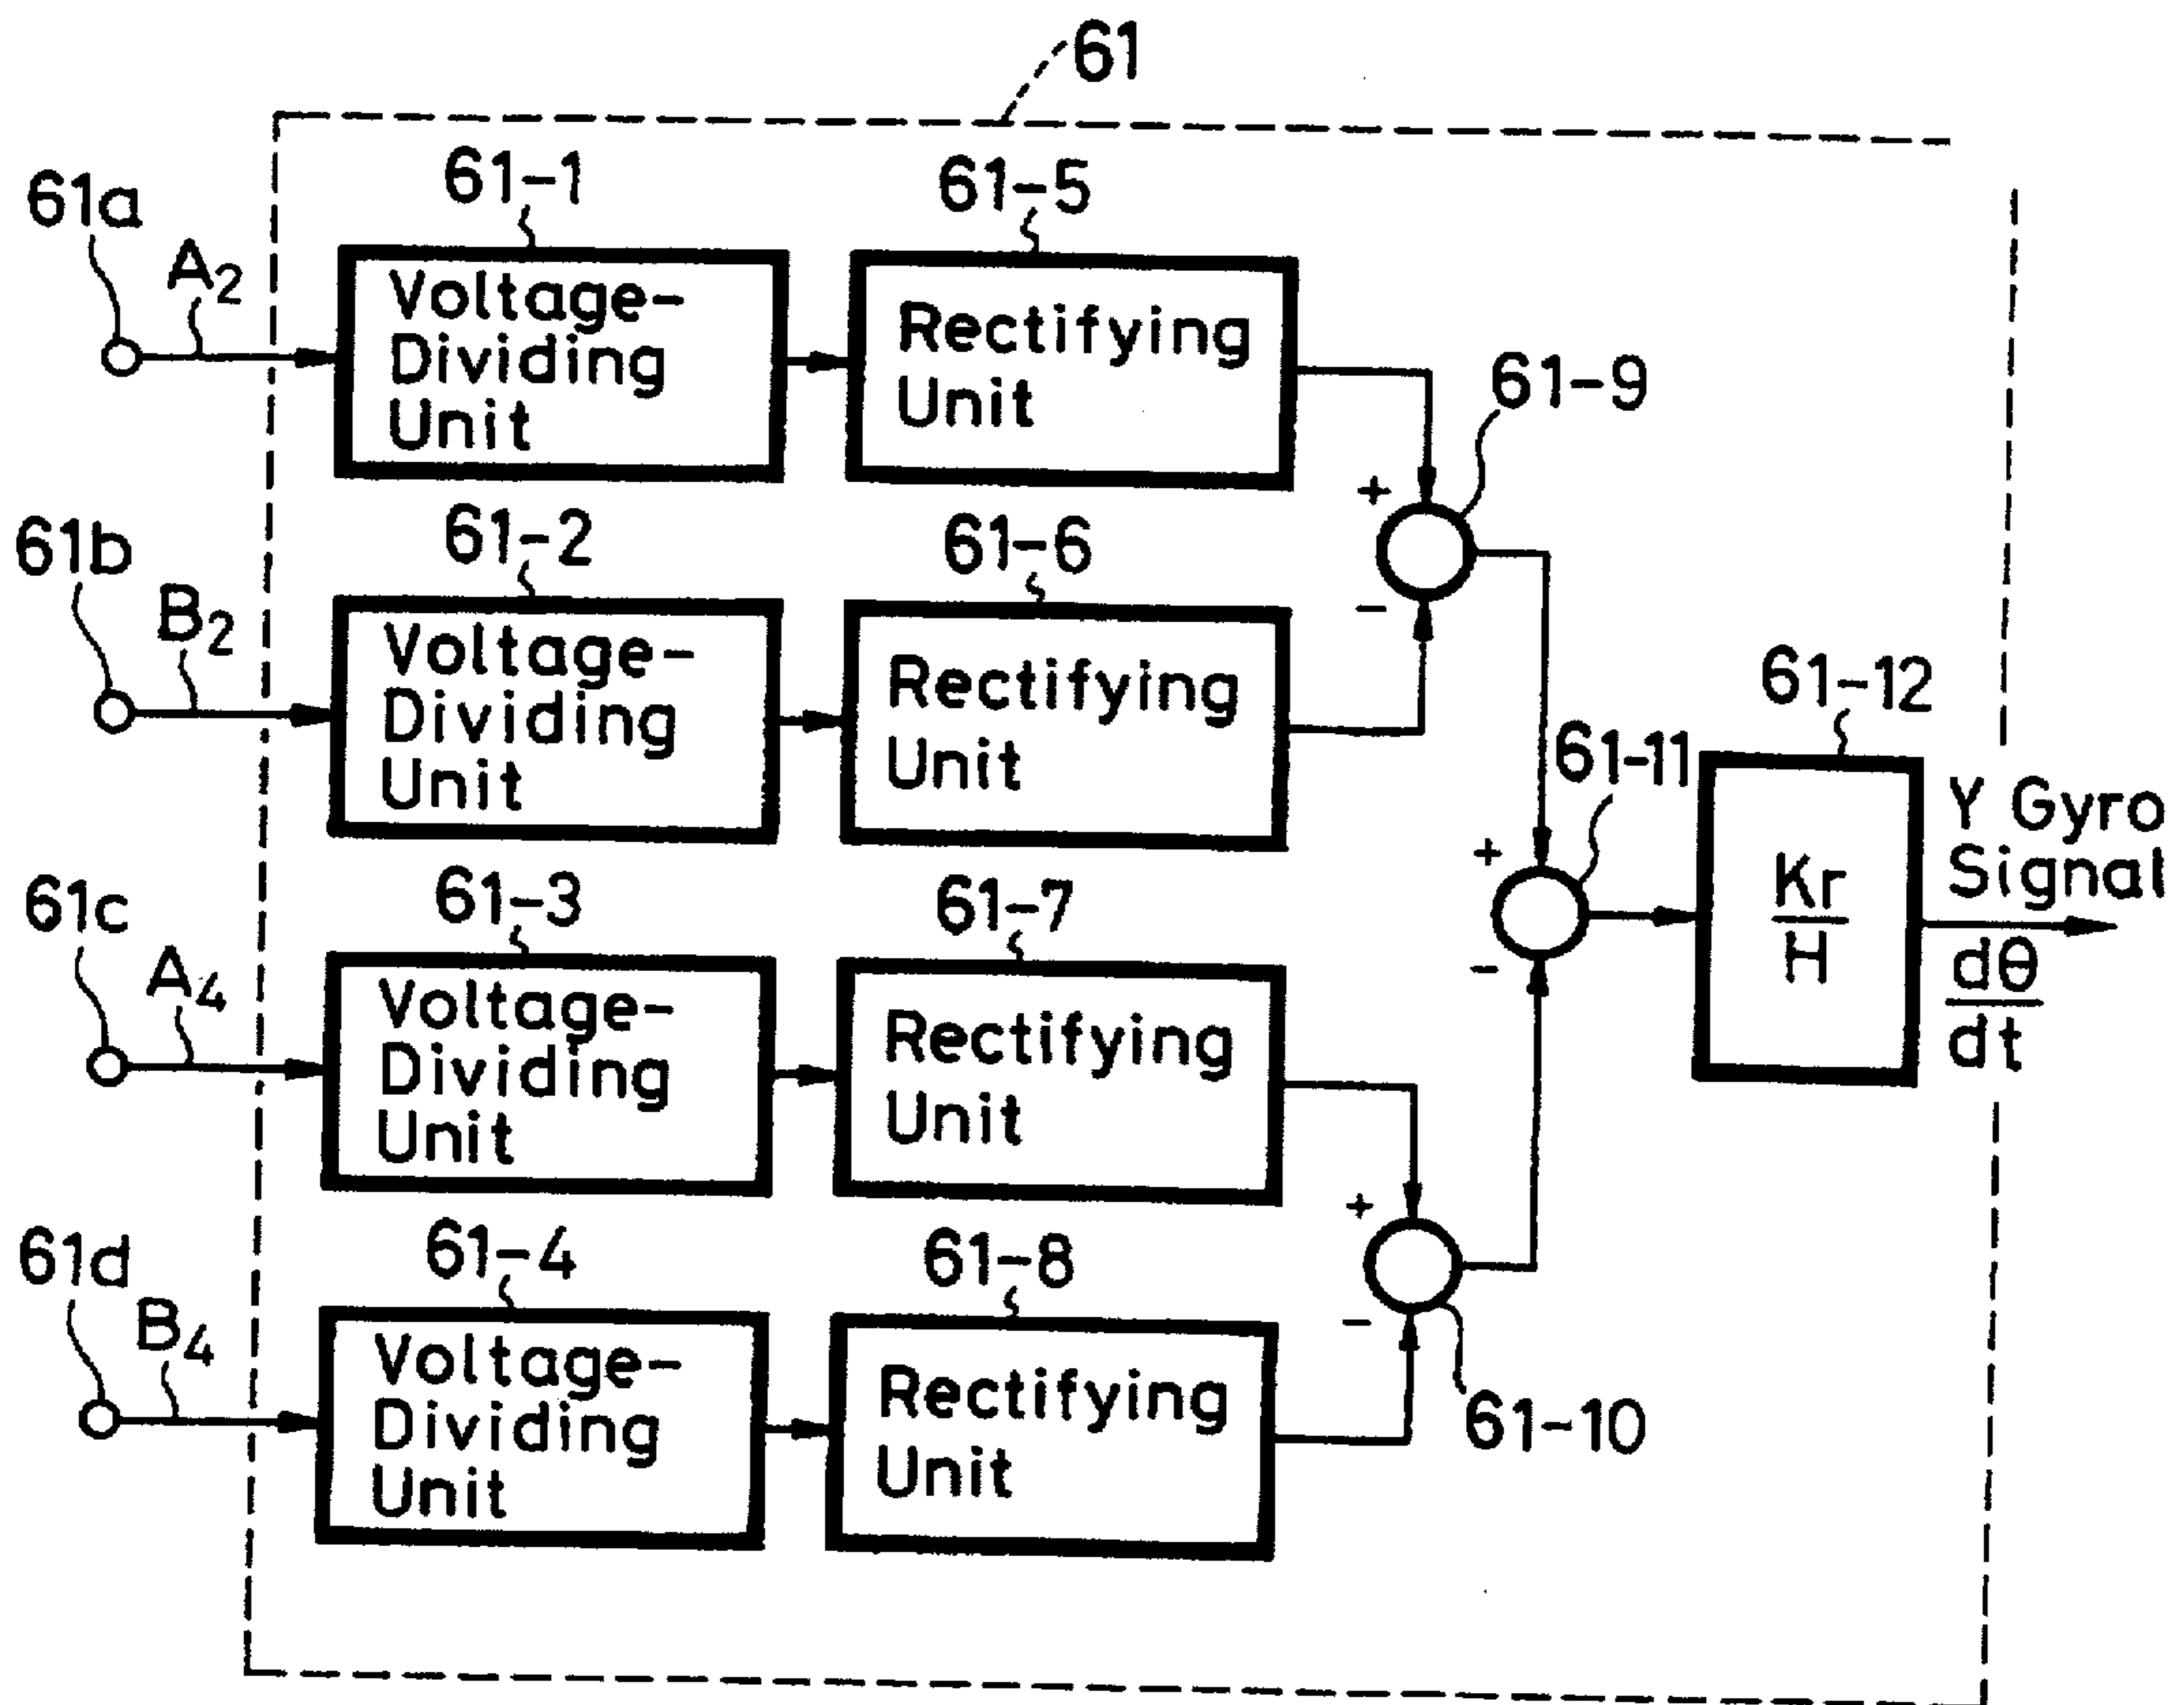 61
61-1
61-5
61a
A2
Voltage-
Dividing
Unit
Rectifying
Unit
61-9
+
-
61-2
61-6
61b
B2
Voltage-
Dividing
Unit
Rectifying
Unit
61-12
61-11
Kr
H
Y Gyro
Signal
dθ
dt
+
-
61-3
61-7
61c
A4
Voltage-
Dividing
Unit
Rectifying
Unit
+
-
61-4
61-8
61d
B4
Voltage-
Dividing
Unit
Rectifying
Unit
61-10